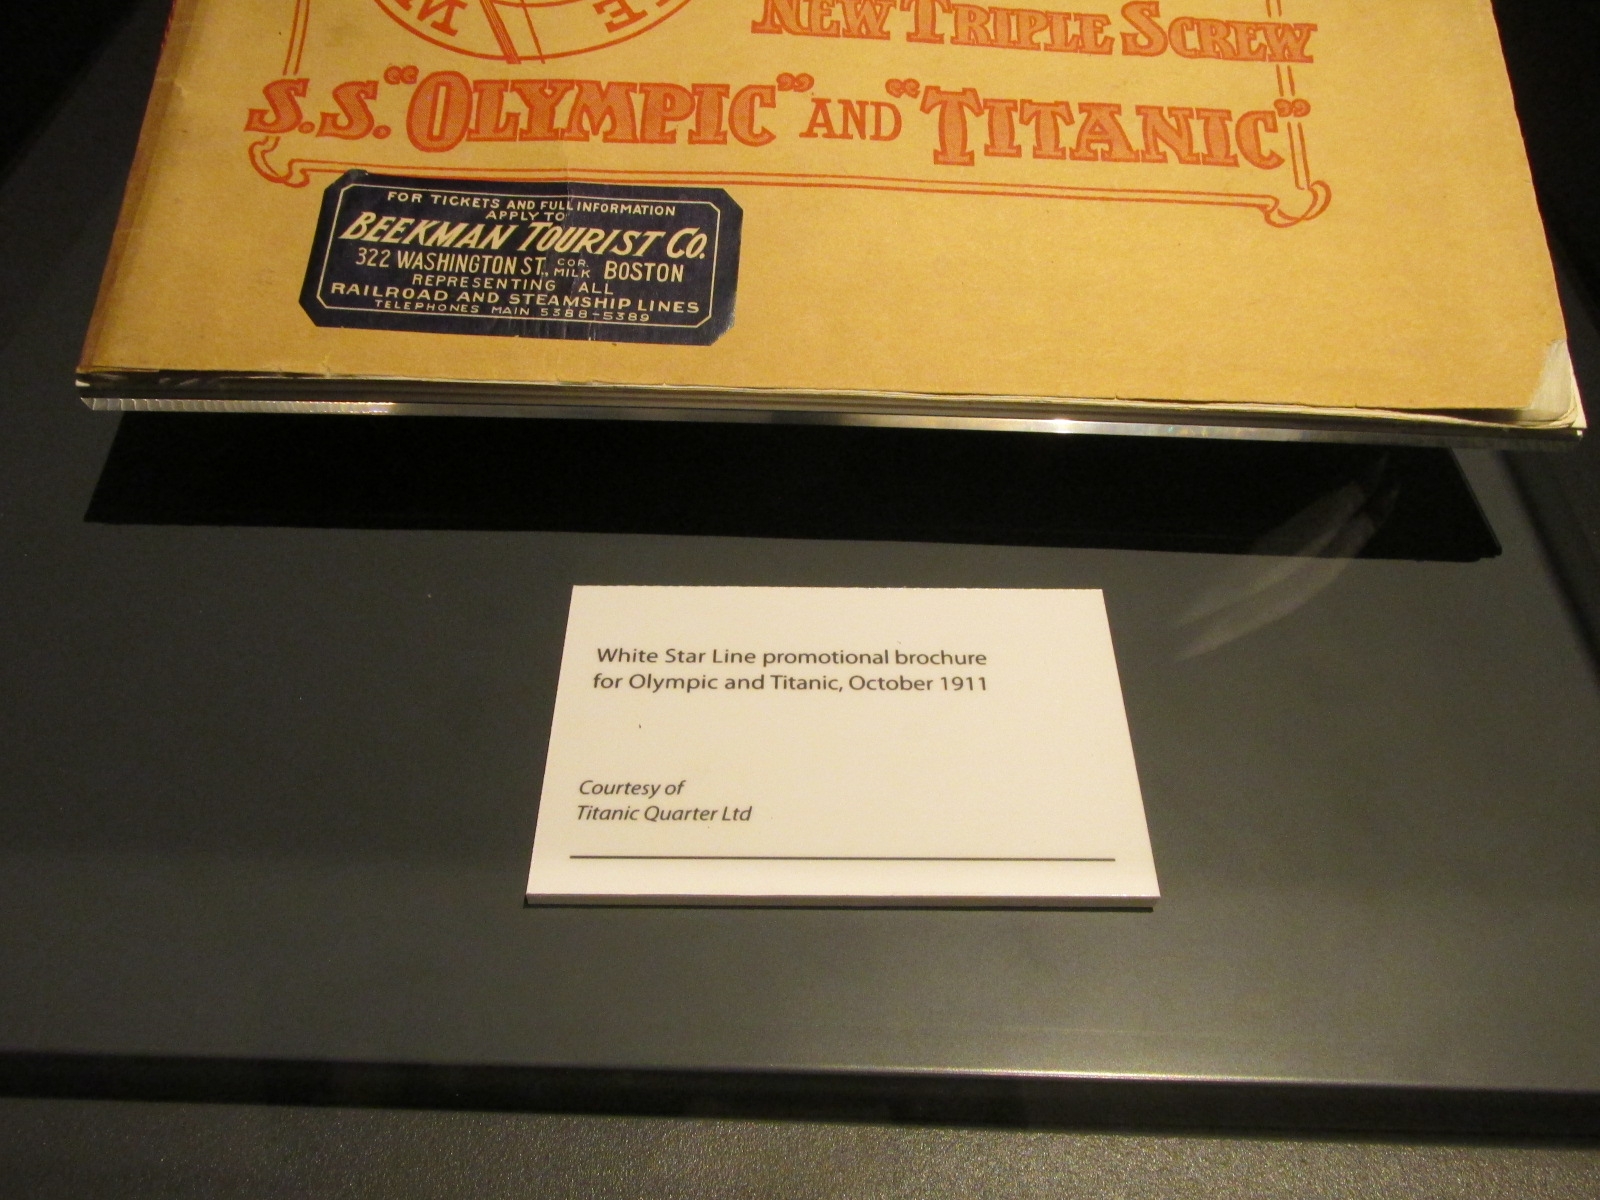 NEW TRIPLE SCREW
S.S. "OLYMPIC" AND "TITANIC"
FOR TICKETS AND FULL INFORMATION
APPLY TO
BEEKMAN TOURIST CO.
322 WASHINGTON ST., COR. MILK BOSTON
REPRESENTING ALL
RAILROAD AND STEAMSHIP LINES
TELEPHONES MAIN 5388-5389
White Star Line promotional brochure
for Olympic and Titanic, October 1911
Courtesy of
Titanic Quarter Ltd